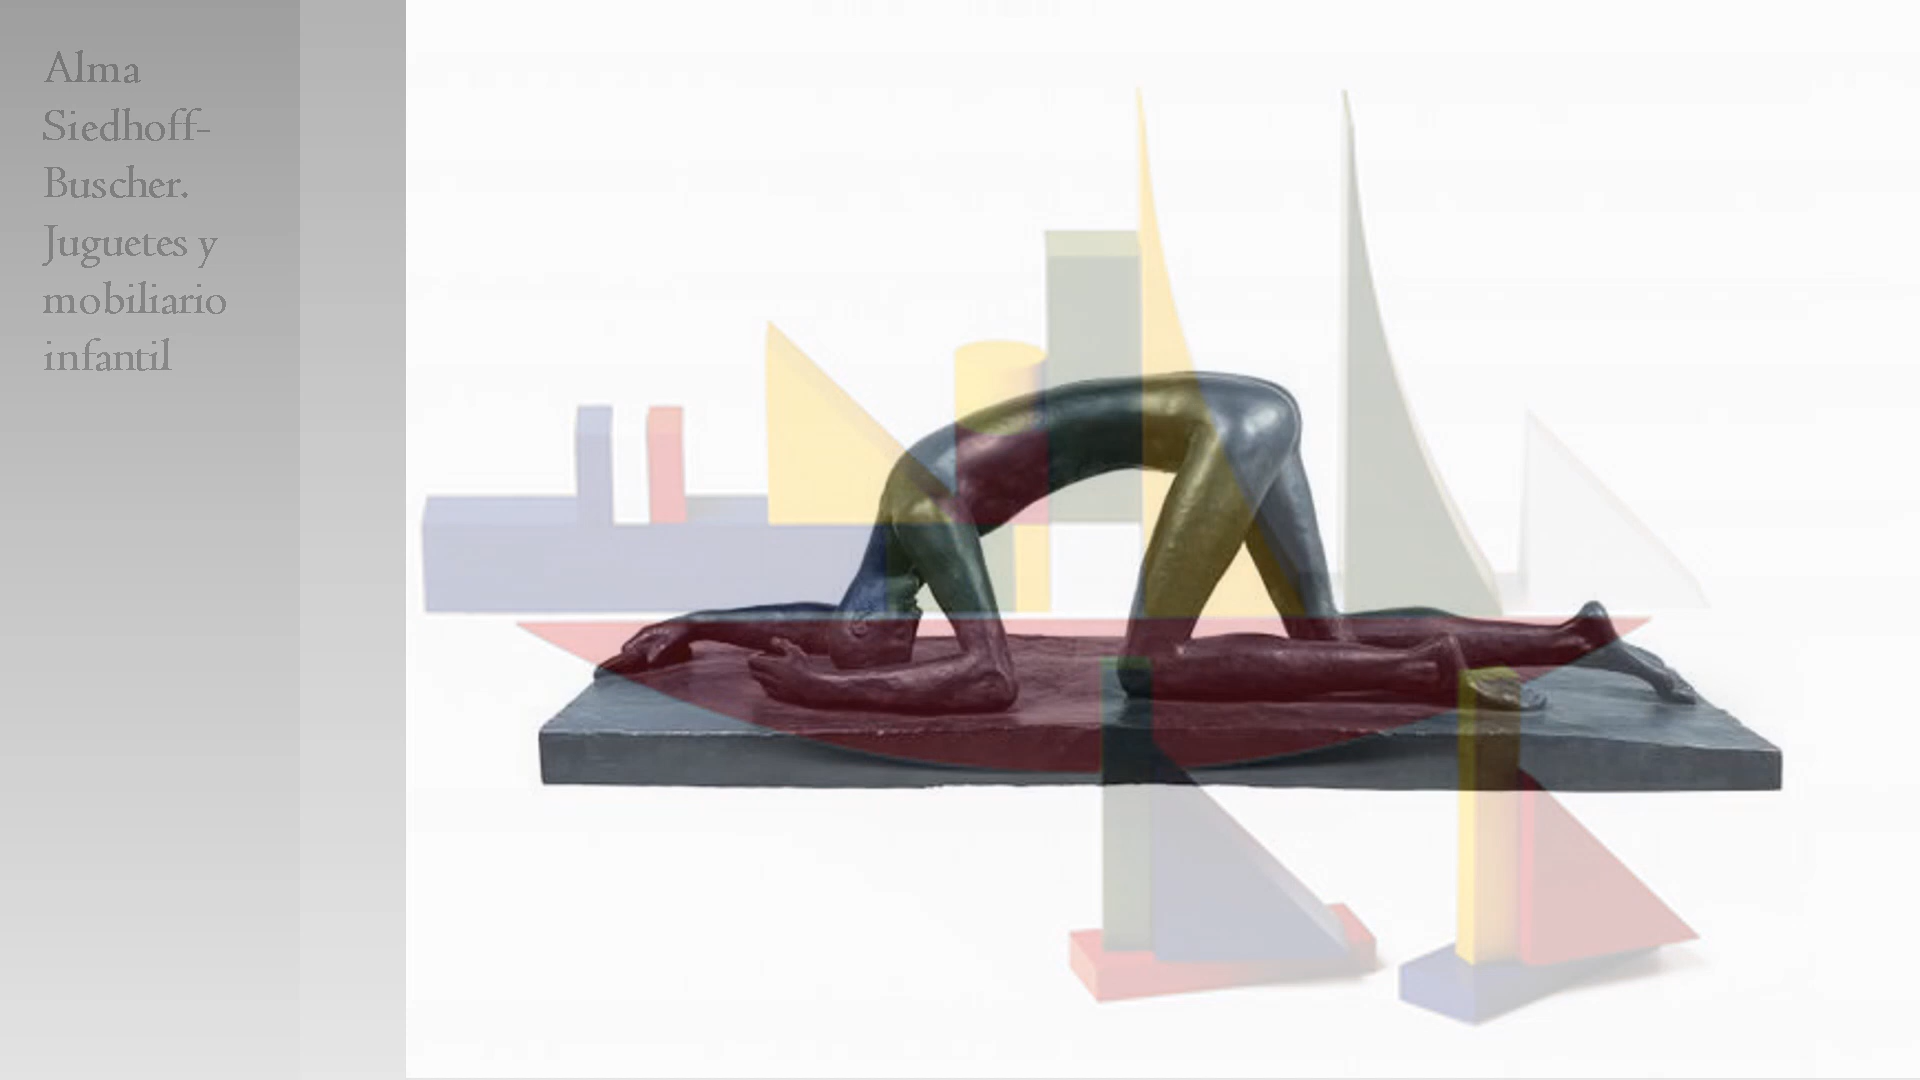 Alma
Siedhoff-
Buscher.
Juguetes y
mobiliario
infantil